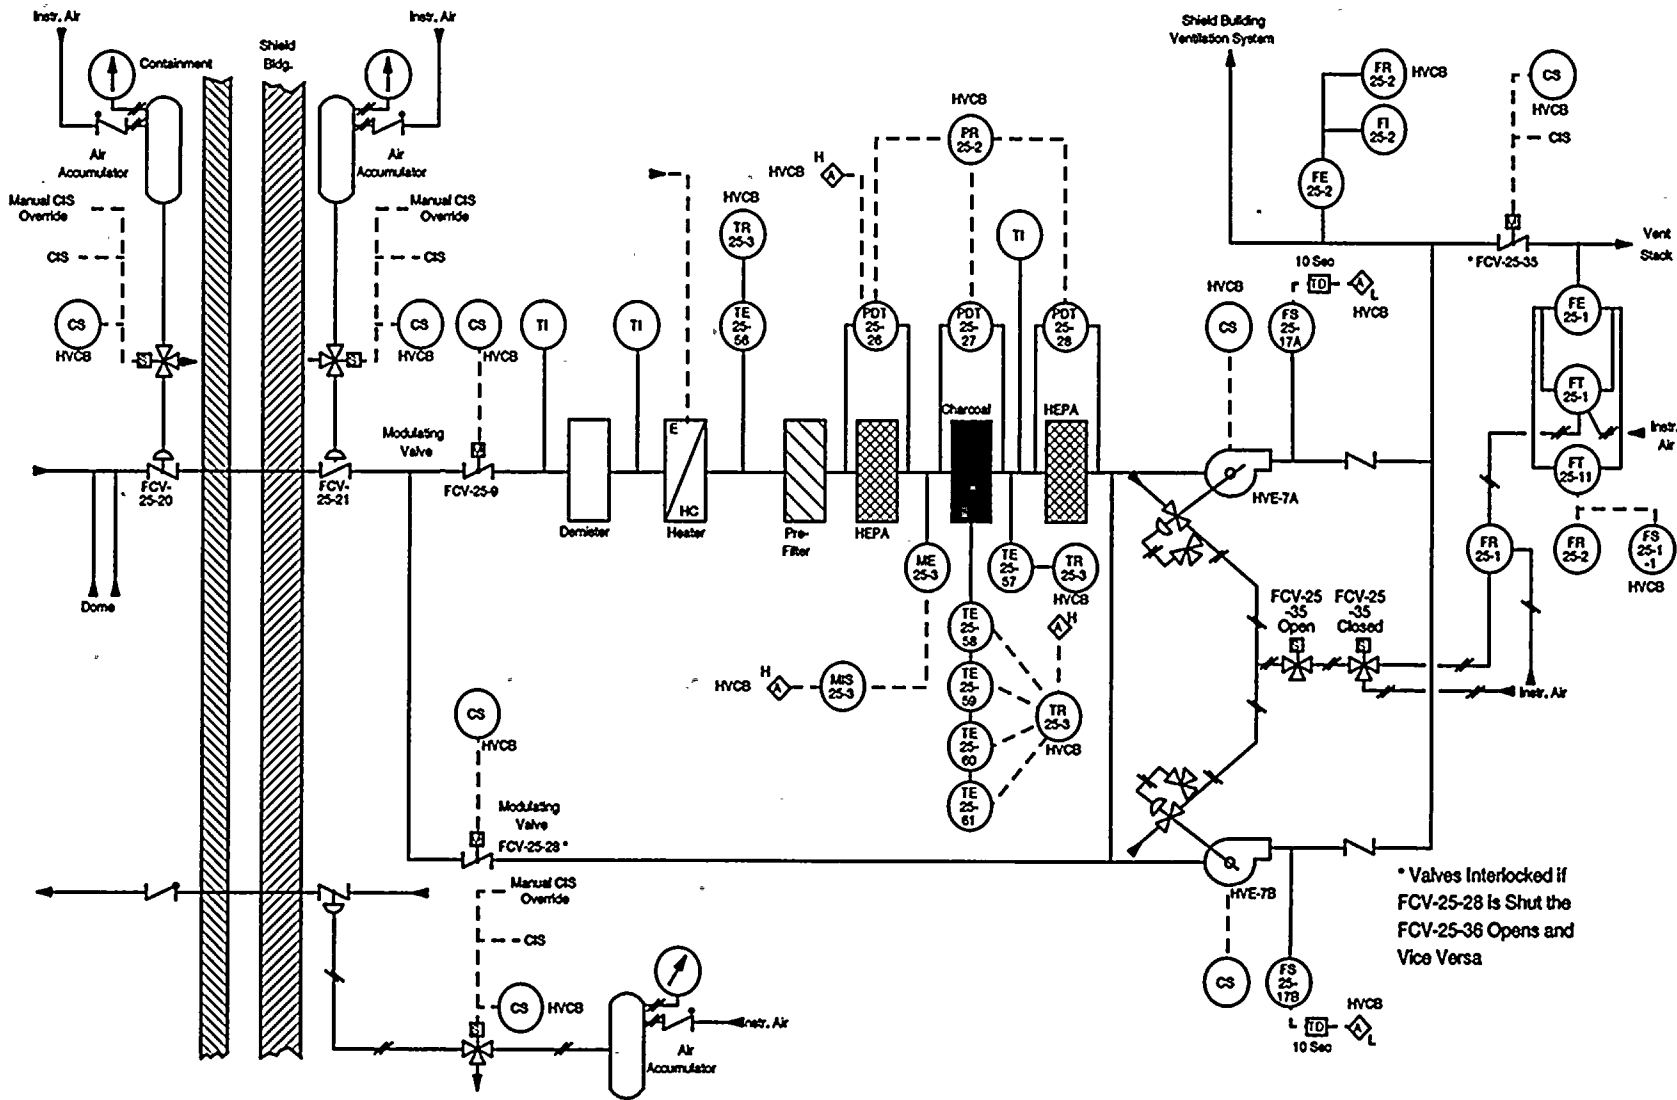 Instr. Air
Containment
Shield
Bldg.
Instr. Air
Air
Accumulator
Air
Accumulator
Manual CIS
Override
CIS
CS
HVCB
S
Manual CIS
Override
CIS
CS
HVCB
S
CS
HVCB
M
Modulating
Valve
FCV-
25-20
FCV-
25-21
FCV-25-9
Dome
TI
TI
Demister
E
HC
Heater
HVCB
TR
25-3
TE
25-
56
Pre-
Filter
HVCB
H
A
HVCB
PR
25-2
PDT
25-
26
PDT
25-
27
PDT
25-
28
TI
HEPA
Charcoal
HEPA
ME
25-3
TE
25-
57
TR
25-3
HVCB
A
H
TE
25-
58
TE
25-
59
TE
25-
60
TE
25-
61
TR
25-3
HVCB
HVCB
H
A
MIS
25-3
Shield Building
Ventilation System
FR
25-2
HVCB
FI
25-2
FE
25-2
CS
HVCB
CIS
M
* FCV-25-35
Vent
Stack
10 Sec
TD
A
L
HVCB
HVCB
CS
FS
25-
17A
HVE-7A
FE
25-1
FT
25-1
Instr.
Air
FT
25-11
FR
25-1
FR
25-2
FS
25-1
-1
HVCB
FCV-25
-35
Open
S
FCV-25
-35
Closed
S
Instr. Air
CS
HVCB
M
Modulating
Valve
FCV-25-28 *
HVE-7B
CS
FS
25-
17B
TD
10 Sec
HVCB
A
L
* Valves Interlocked if
FCV-25-28 is Shut the
FCV-25-36 Opens and
Vice Versa
Manual CIS
Override
CIS
CS
HVCB
S
Instr. Air
Air
Accumulator